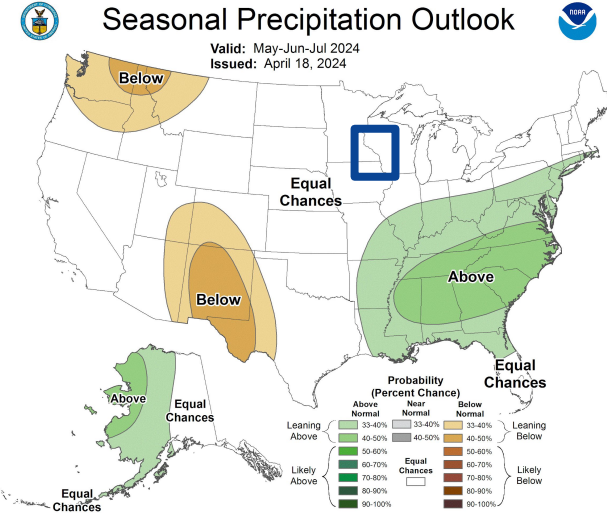 Seasonal Precipitation Outlook
NOAA
Valid: May-Jun-Jul 2024
Issued: April 18, 2024
Below
Equal
Chances
Below
Above
Equal
Chances
Above
Equal
Chances
Equal
Chances
Probability
(Percent Chance)
Above
Normal
Near
Normal
Below
Normal
Leaning
Above
33-40%
40-50%
33-40%
40-50%
33-40%
40-50%
Leaning
Below
Likely
Above
50-60%
60-70%
70-80%
80-90%
90-100%
Equal
Chances
50-60%
60-70%
70-80%
80-90%
90-100%
Likely
Below